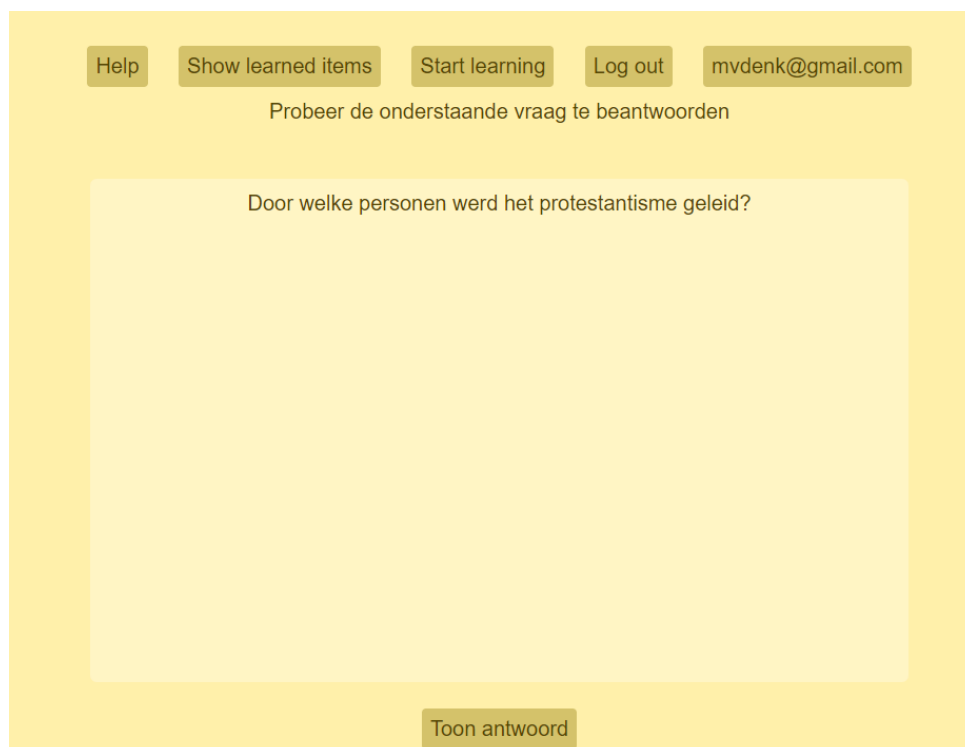 Help Show learned items Start learning Log out mvdenk@gmail.com
Probeer de onderstaande vraag te beantwoorden
Door welke personen werd het protestantisme geleid?
Toon antwoord